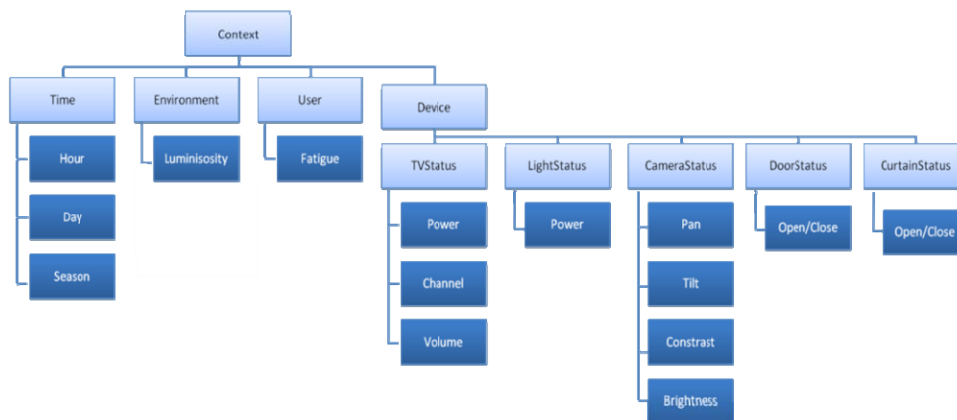 Context
Time
Environment
User
Device
Hour
Luminisosity
Fatigue
TVStatus
LightStatus
CameraStatus
DoorStatus
CurtainStatus
Day
Power
Power
Pan
Open/Close
Open/Close
Season
Channel
Tilt
Volume
Constrast
Brightness